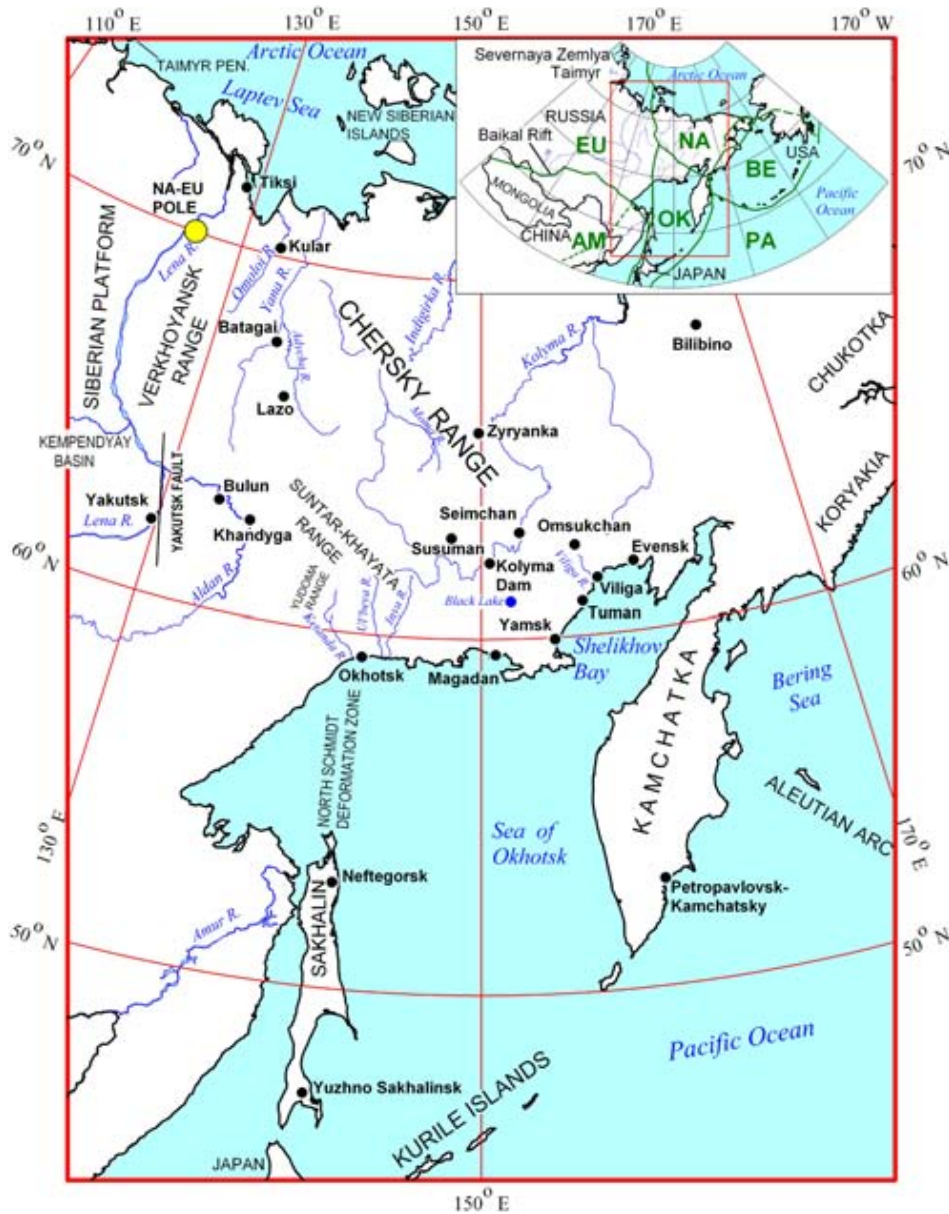 110° E
130° E
150° E
170° E
170° W
Arctic Ocean
TAIMYR PEN.
Laptev Sea
NEW SIBERIAN
ISLANDS
Severnaya Zemlya
Taimyr
Arctic Ocean
RUSSIA
Baikal Rift
EU
NA
BE
USA
MONGOLIA
CHINA
AM
OK
PA
Pacific
Ocean
JAPAN
70° N
70° N
NA-EU
POLE
Tiksi
Kular
Lena R.
Omoloi R.
Yana R.
Indigirka R.
SIBERIAN PLATFORM
VERKHOYANSK
RANGE
Batagai
Adycha R.
CHERSKY RANGE
Kolyma R.
Bilibino
CHUKOTKA
Lazo
Zyryanka
KEMPENDYAY
BASIN
YAKUTSK FAULT
Yakutsk
Lena R.
Bulun
Khandyga
Aldan R.
SUNTAR-KHAYATA
RANGE
Seimchan
Susuman
Omsukchan
Evensk
KORYAKIA
Kolyma
Dam
Viliga R.
Viliga
Black Lake
Tuman
60° N
60° N
YUDOMA
RANGE
Inya R.
Yamsk
Shelikhov
Bay
Okhotsk
Magadan
Bering
Sea
KAMCHATKA
NORTH SCHMIDT
DEFORMATION ZONE
ALEUTIAN ARC
130° E
170° E
Sea of
Okhotsk
Neftegorsk
Petropavlovsk-
Kamchatsky
SAKHALIN
Amur R.
50° N
50° N
Pacific Ocean
Yuzhno Sakhalinsk
KURILE ISLANDS
JAPAN
150° E